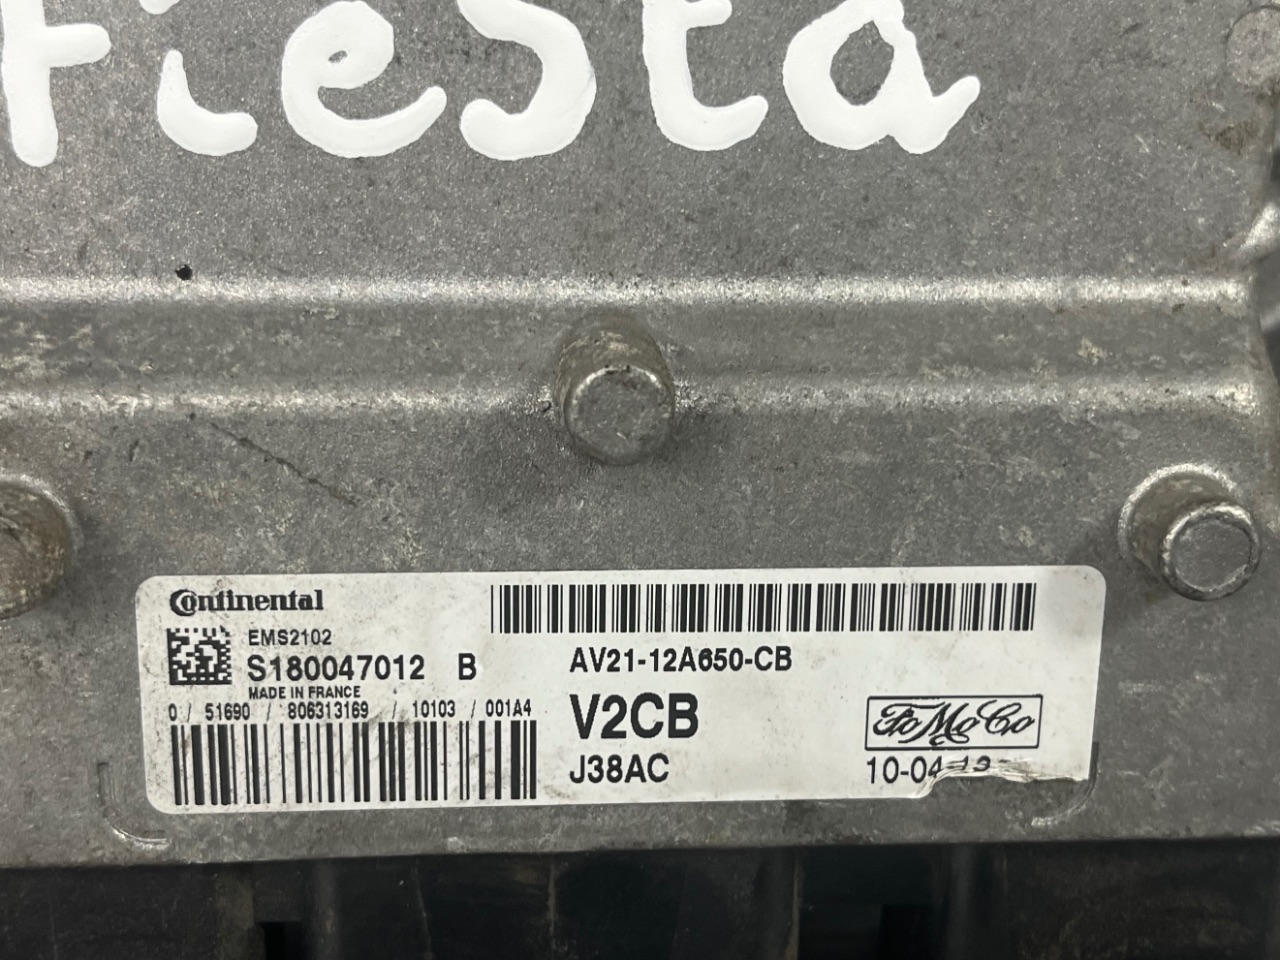 Fiesta
Continental
EMS2102
S180047012 B
MADE IN FRANCE
0 / 51690 / 806313169 / 10103 / 001A4
AV21-12A650-CB
V2CB
J38AC
FoMoCo